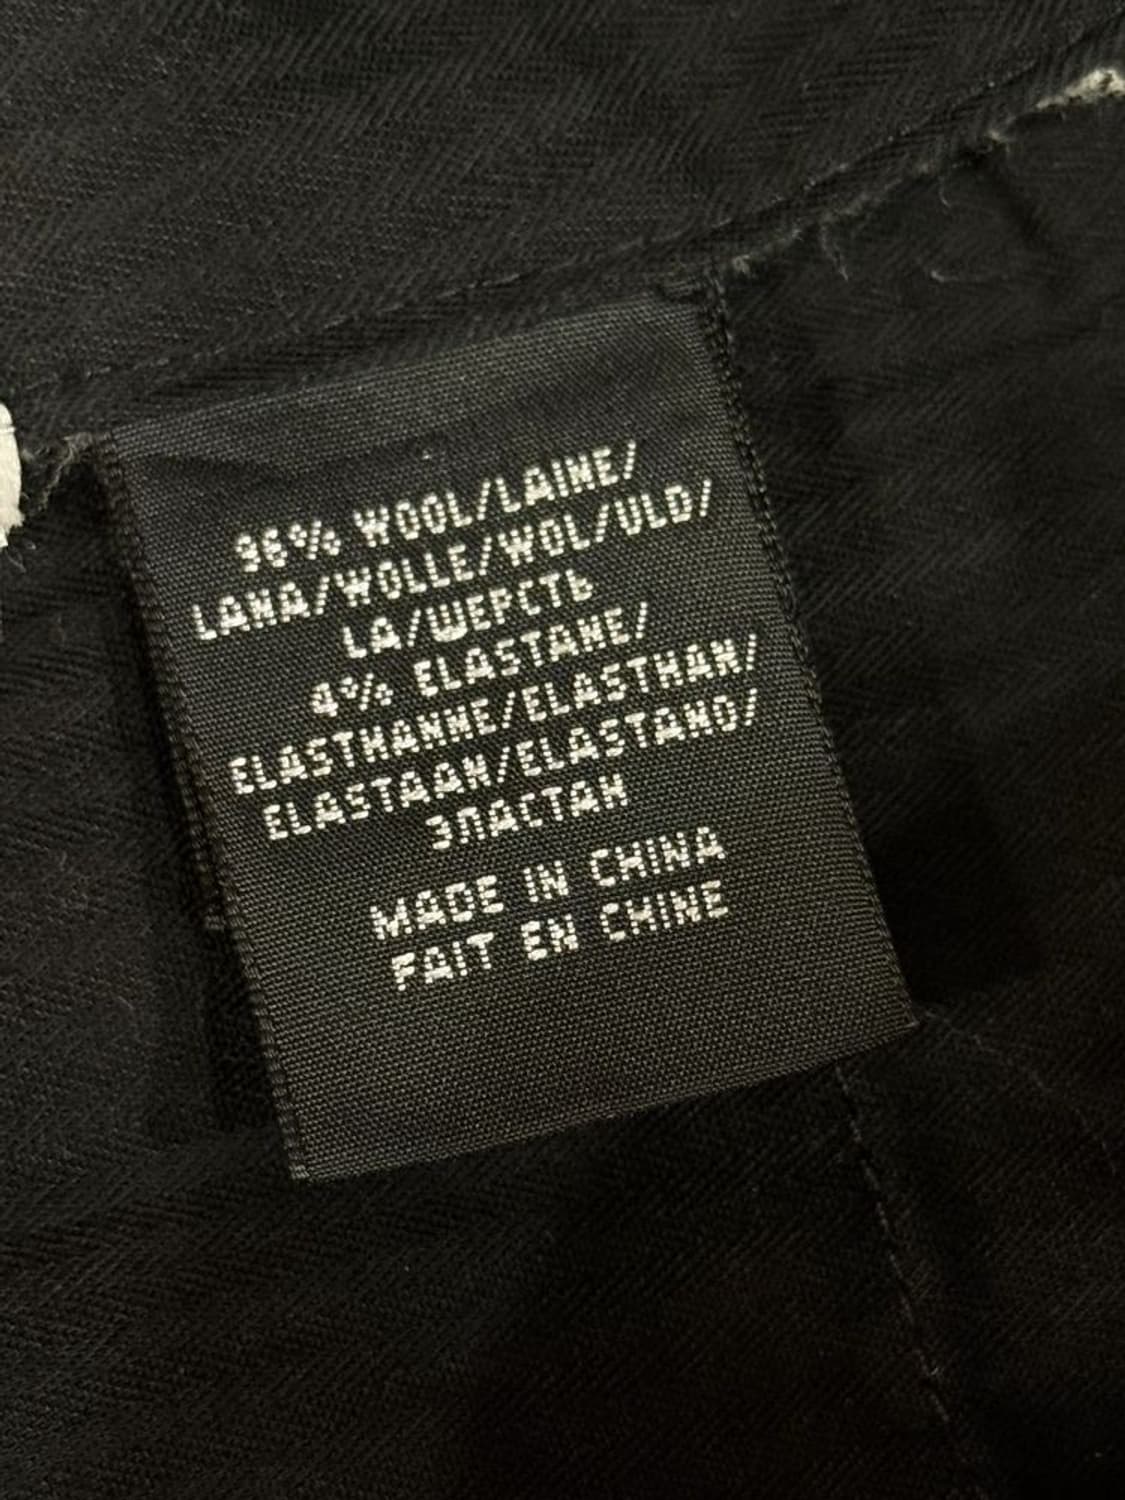 96% WOOL/LAINE/
LANA/WOLLE/WOL/ULD/
LA/ШЕРСТЬ
4% ELASTANE/
ELASTHANNE/ELASTHAN/
ELASTAAN/ELASTANO/
ЭЛАСТАН
MADE IN CHINA
FAIT EN CHINE